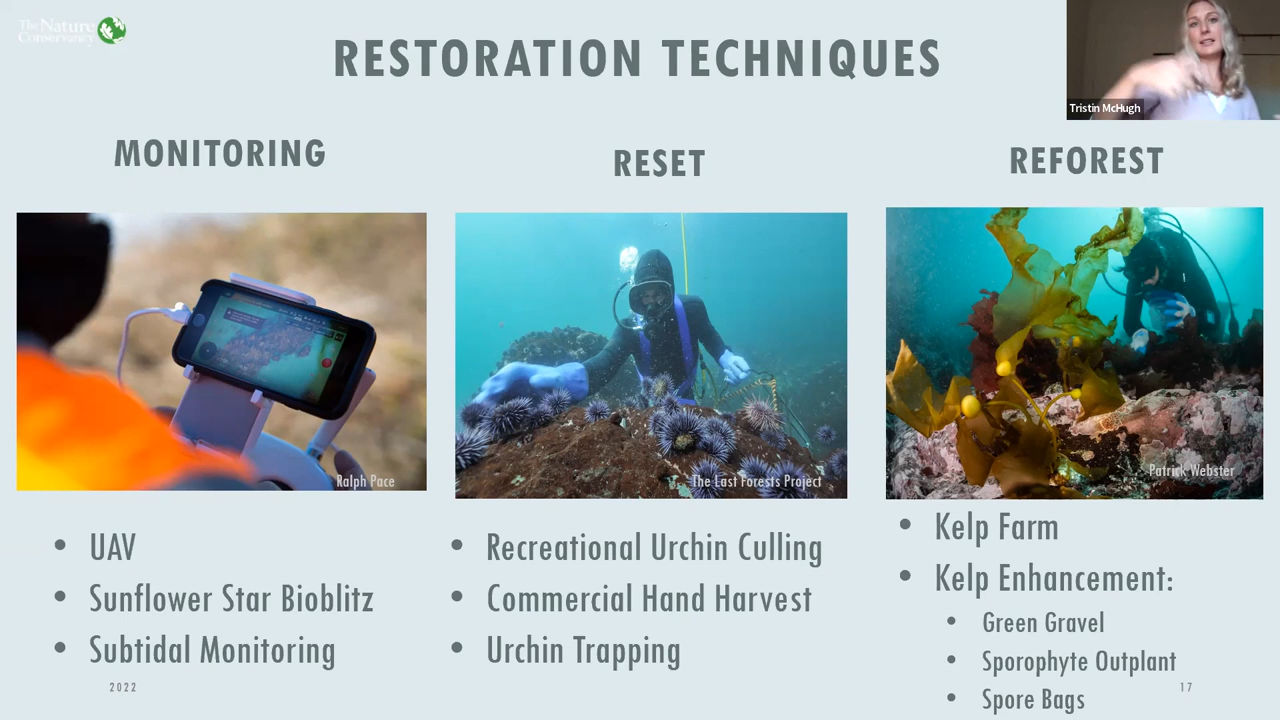 The Nature
Conservancy
RESTORATION TECHNIQUES
Tristin McHugh
MONITORING
Ralph Pace
• UAV
• Sunflower Star Bioblitz
• Subtidal Monitoring
RESET
The Last Forests Project
• Recreational Urchin Culling
• Commercial Hand Harvest
• Urchin Trapping
REFOREST
Patrick Webster
• Kelp Farm
• Kelp Enhancement:
• Green Gravel
• Sporophyte Outplant
• Spore Bags
2022
17